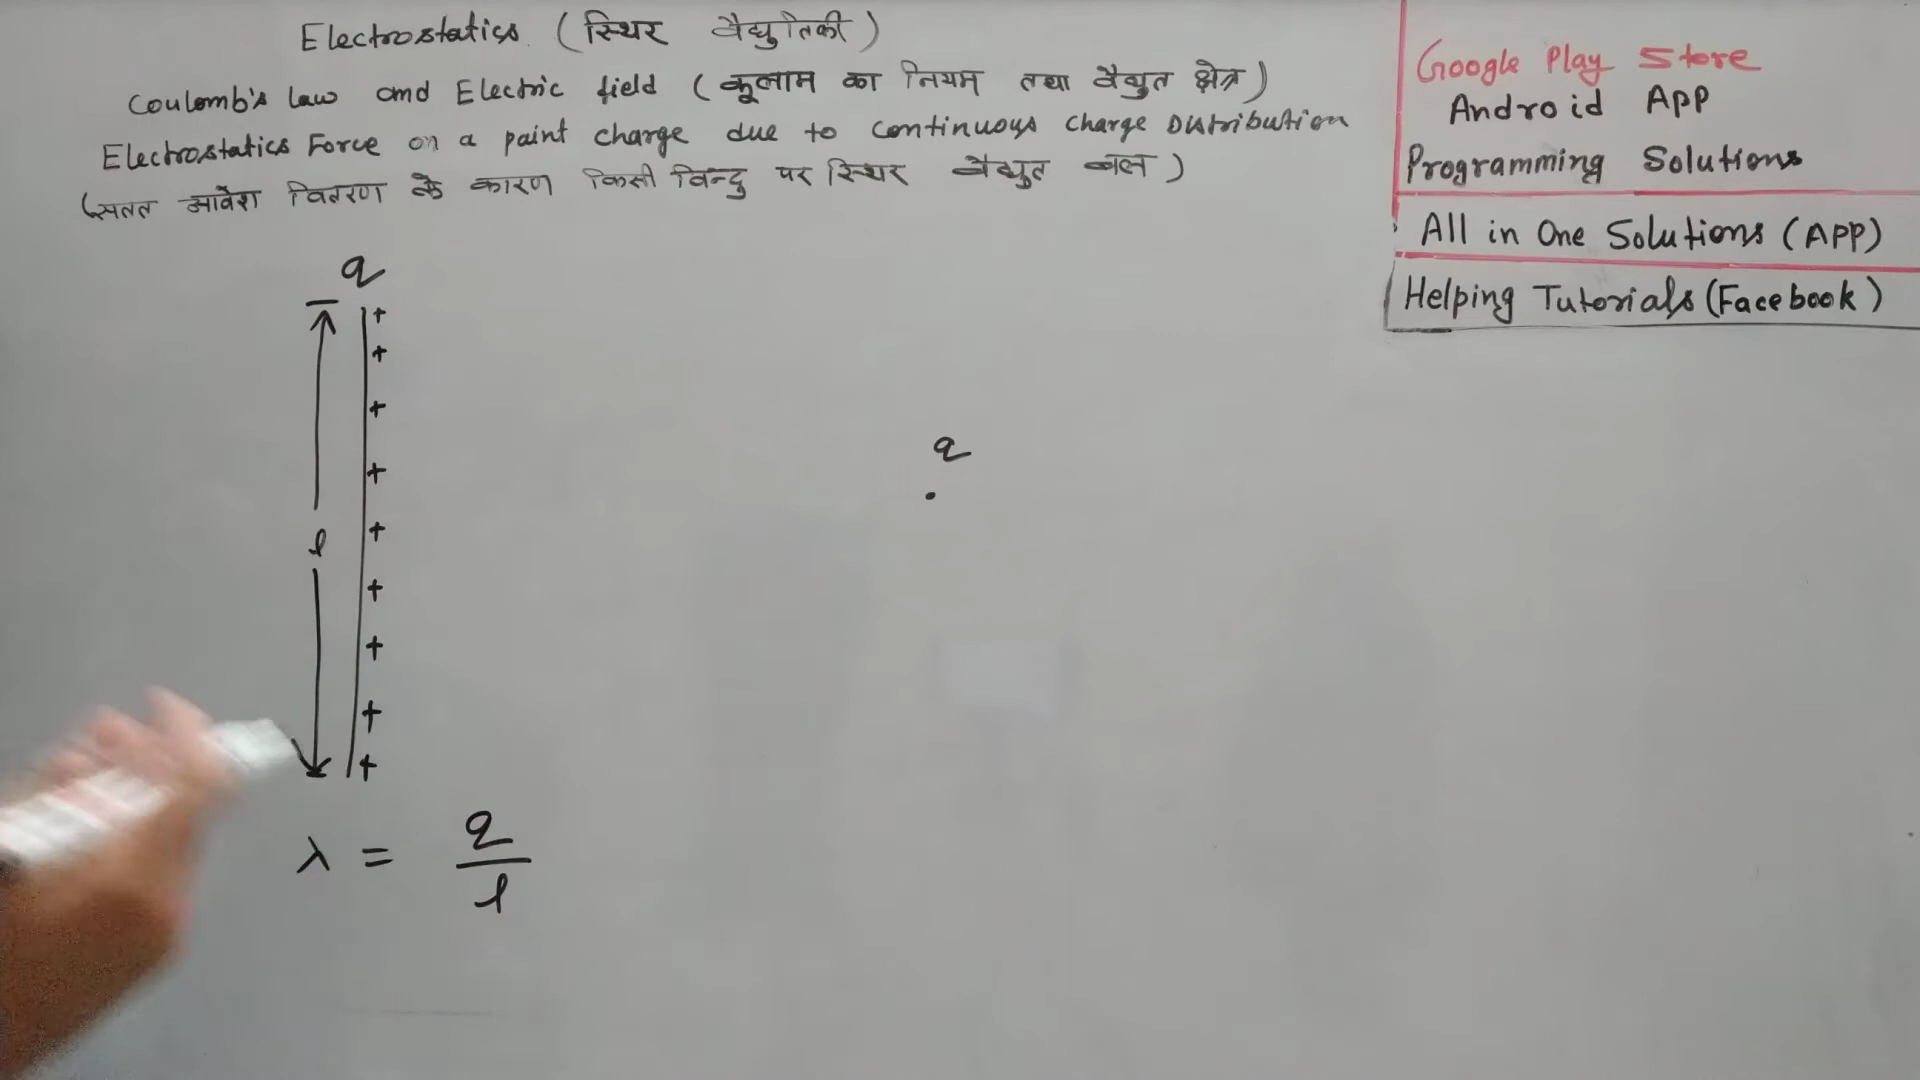 Electrostatics (स्थिर वैद्युतिकी)
Coulomb's Law and Electric field (कूलाम का नियम तथा वैद्युत क्षेत्र)
Electrostatics Force on a paint charge due to continuous charge Distribution
(सतत आवेश वितरण के कारण किसी विन्दु पर स्थिर वैद्युत बल)
Google Play Store
Android App
Programming Solutions
All in One Solutions (APP)
Helping Tutorials (Facebook)
q
+
+
+
+
+
+
+
+
+
l
q
.
λ = q/l